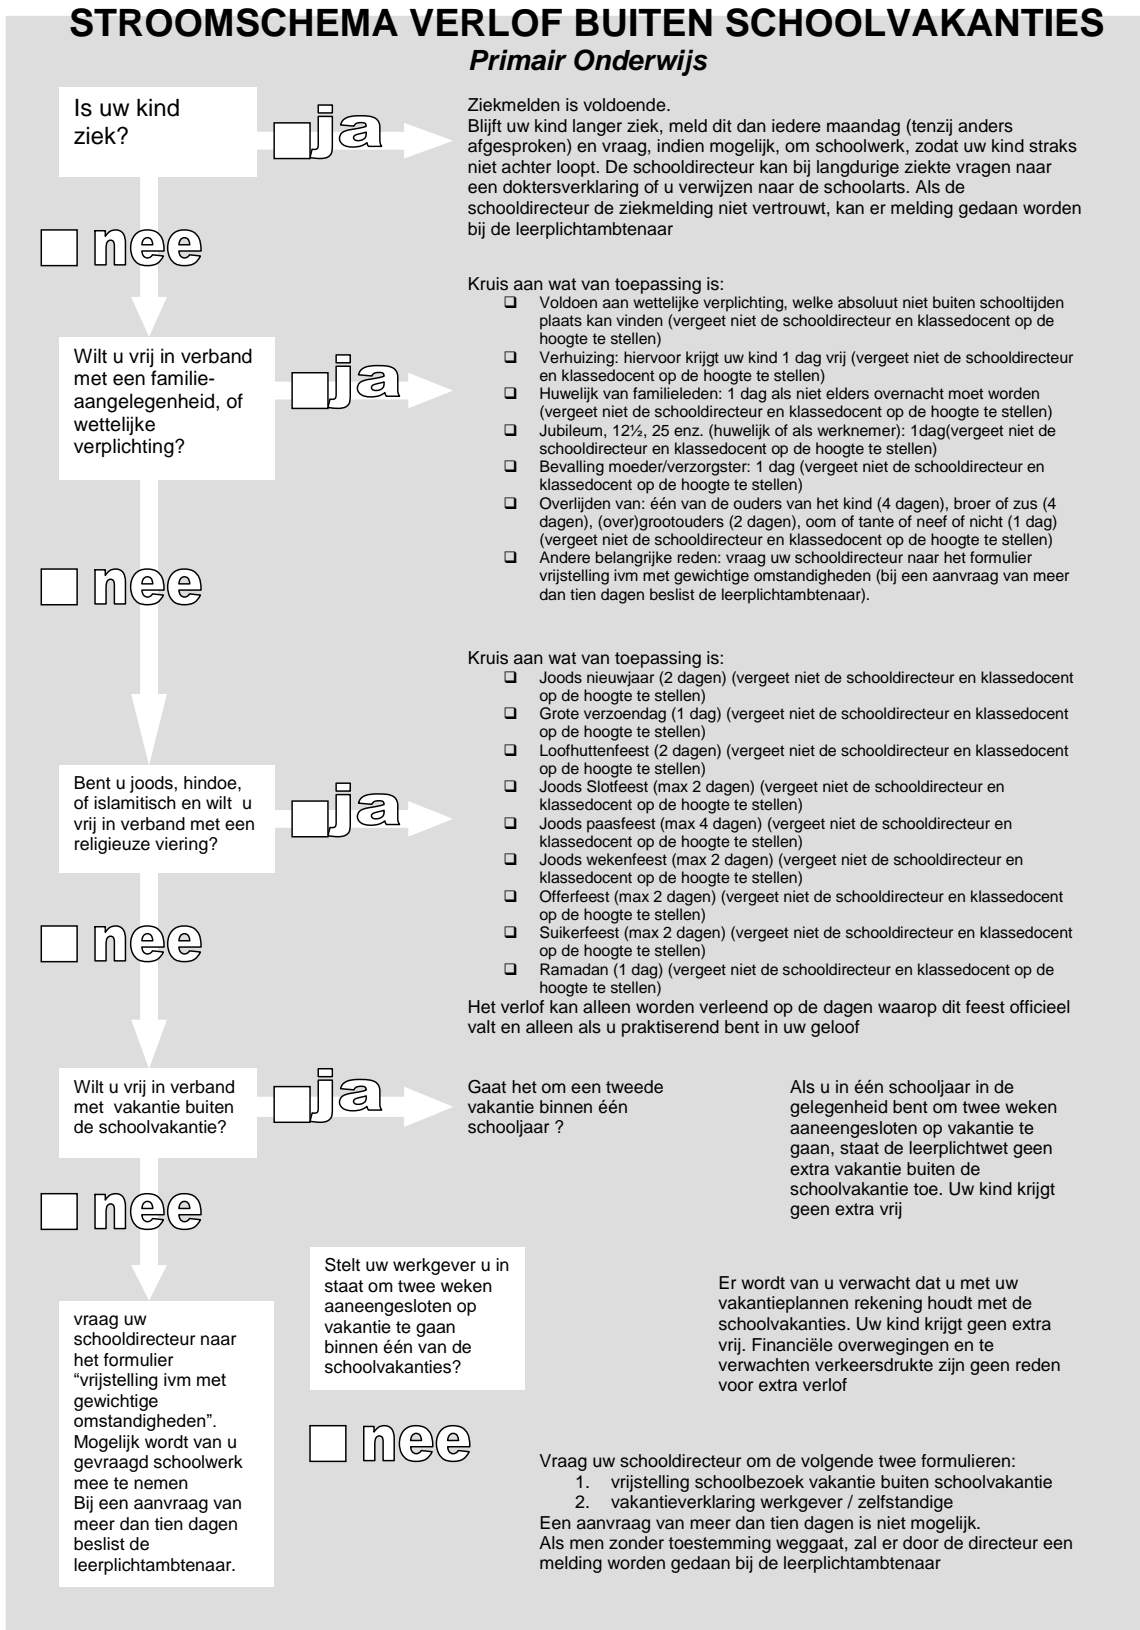 STROOMSCHEMA VERLOF BUITEN SCHOOLVAKANTIES
Primair Onderwijs
Is uw kind
ziek?
ja
Ziekmelden is voldoende.
Blijft uw kind langer ziek, meld dit dan iedere maandag (tenzij anders
afgesproken) en vraag, indien mogelijk, om schoolwerk, zodat uw kind straks
niet achter loopt. De schooldirecteur kan bij langdurige ziekte vragen naar
een doktersverklaring of u verwijzen naar de schoolarts. Als de
schooldirecteur de ziekmelding niet vertrouwt, kan er melding gedaan worden
bij de leerplichtambtenaar
nee
Wilt u vrij in verband
met een familie-
aangelegenheid, of
wettelijke
verplichting?
ja
Kruis aan wat van toepassing is:
❑ Voldoen aan wettelijke verplichting, welke absoluut niet buiten schooltijden
plaats kan vinden (vergeet niet de schooldirecteur en klassedocent op de
hoogte te stellen)
❑ Verhuizing: hiervoor krijgt uw kind 1 dag vrij (vergeet niet de schooldirecteur
en klassedocent op de hoogte te stellen)
❑ Huwelijk van familieleden: 1 dag als niet elders overnacht moet worden
(vergeet niet de schooldirecteur en klassedocent op de hoogte te stellen)
❑ Jubileum, 12½, 25 enz. (huwelijk of als werknemer): 1dag(vergeet niet de
schooldirecteur en klassedocent op de hoogte te stellen)
❑ Bevalling moeder/verzorgster: 1 dag (vergeet niet de schooldirecteur en
klassedocent op de hoogte te stellen)
❑ Overlijden van: één van de ouders van het kind (4 dagen), broer of zus (4
dagen), (over)grootouders (2 dagen), oom of tante of neef of nicht (1 dag)
(vergeet niet de schooldirecteur en klassedocent op de hoogte te stellen)
❑ Andere belangrijke reden: vraag uw schooldirecteur naar het formulier
vrijstelling ivm met gewichtige omstandigheden (bij een aanvraag van meer
dan tien dagen beslist de leerplichtambtenaar).
nee
Bent u joods, hindoe,
of islamitisch en wilt u
vrij in verband met een
religieuze viering?
ja
Kruis aan wat van toepassing is:
❑ Joods nieuwjaar (2 dagen) (vergeet niet de schooldirecteur en klassedocent
op de hoogte te stellen)
❑ Grote verzoendag (1 dag) (vergeet niet de schooldirecteur en klassedocent
op de hoogte te stellen)
❑ Loofhuttenfeest (2 dagen) (vergeet niet de schooldirecteur en klassedocent
op de hoogte te stellen)
❑ Joods Slotfeest (max 2 dagen) (vergeet niet de schooldirecteur en
klassedocent op de hoogte te stellen)
❑ Joods paasfeest (max 4 dagen) (vergeet niet de schooldirecteur en
klassedocent op de hoogte te stellen)
❑ Joods wekenfeest (max 2 dagen) (vergeet niet de schooldirecteur en
klassedocent op de hoogte te stellen)
❑ Offerfeest (max 2 dagen) (vergeet niet de schooldirecteur en klassedocent
op de hoogte te stellen)
❑ Suikerfeest (max 2 dagen) (vergeet niet de schooldirecteur en klassedocent
op de hoogte te stellen)
❑ Ramadan (1 dag) (vergeet niet de schooldirecteur en klassedocent op de
hoogte te stellen)
Het verlof kan alleen worden verleend op de dagen waarop dit feest officieel
valt en alleen als u praktiserend bent in uw geloof
nee
Wilt u vrij in verband
met vakantie buiten
de schoolvakantie?
ja
Gaat het om een tweede
vakantie binnen één
schooljaar ?
Als u in één schooljaar in de
gelegenheid bent om twee weken
aaneengesloten op vakantie te
gaan, staat de leerplichtwet geen
extra vakantie buiten de
schoolvakantie toe. Uw kind krijgt
geen extra vrij
nee
Stelt uw werkgever u in
staat om twee weken
aaneengesloten op
vakantie te gaan
binnen één van de
schoolvakanties?
Er wordt van u verwacht dat u met uw
vakantieplannen rekening houdt met de
schoolvakanties. Uw kind krijgt geen extra
vrij. Financiële overwegingen en te
verwachten verkeersdrukte zijn geen reden
voor extra verlof
vraag uw
schooldirecteur naar
het formulier
“vrijstelling ivm met
gewichtige
omstandigheden”.
Mogelijk wordt van u
gevraagd schoolwerk
mee te nemen
Bij een aanvraag van
meer dan tien dagen
beslist de
leerplichtambtenaar.
nee
Vraag uw schooldirecteur om de volgende twee formulieren:
1. vrijstelling schoolbezoek vakantie buiten schoolvakantie
2. vakantieverklaring werkgever / zelfstandige
Een aanvraag van meer dan tien dagen is niet mogelijk.
Als men zonder toestemming weggaat, zal er door de directeur een
melding worden gedaan bij de leerplichtambtenaar